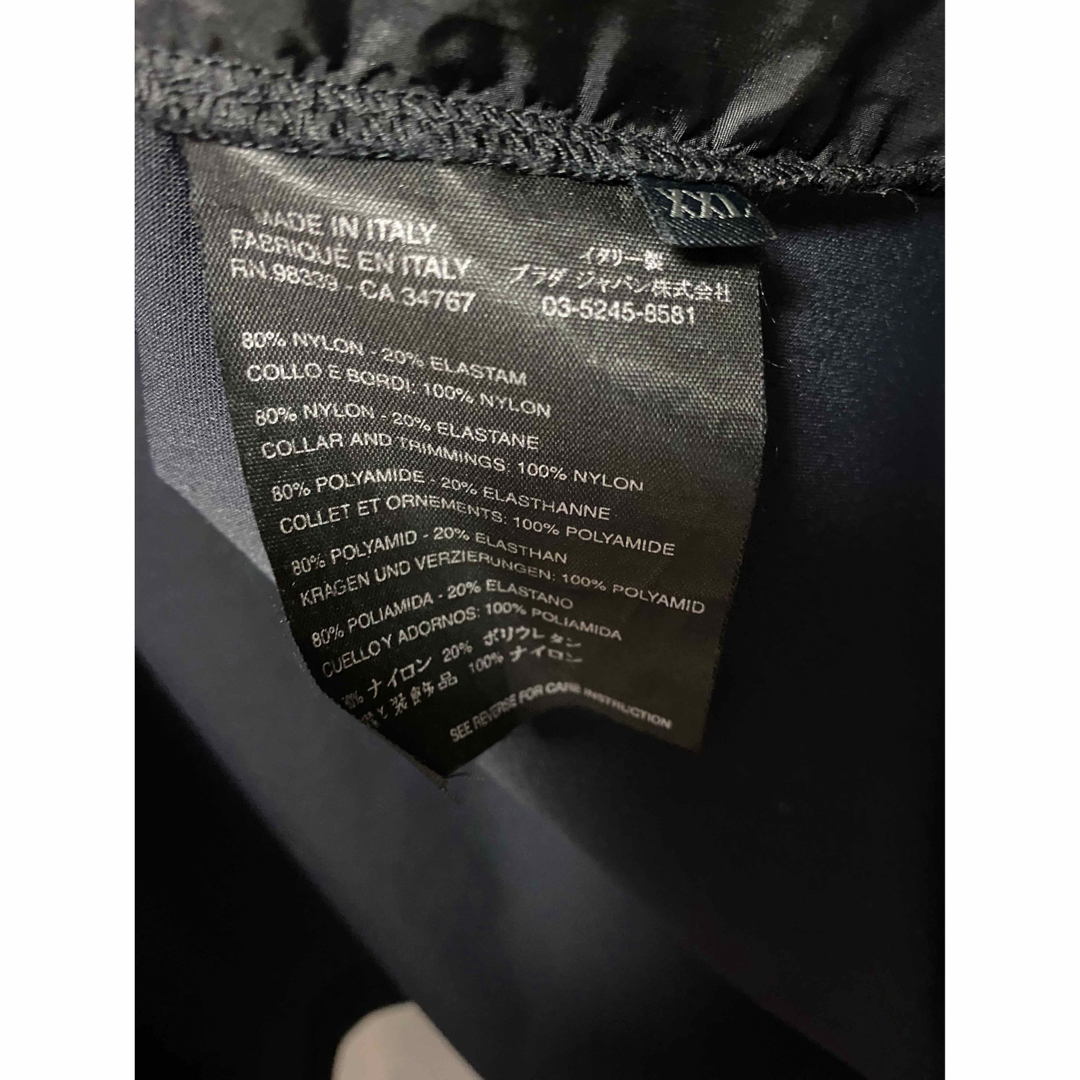 XXL
MADE IN ITALY
FABRIQUE EN ITALY
RN 98339 - CA 34767
イタリー製
プラダ ジャパン株式会社
03-5245-8581
80% NYLON - 20% ELASTAM
COLLO E BORDI: 100% NYLON
80% NYLON - 20% ELASTANE
COLLAR AND TRIMMINGS: 100% NYLON
80% POLYAMIDE - 20% ELASTHANNE
COLLET ET ORNEMENTS: 100% POLYAMIDE
80% POLYAMID - 20% ELASTHAN
KRAGEN UND VERZIERUNGEN: 100% POLYAMID
80% POLIAMIDA - 20% ELASTANO
CUELLO Y ADORNOS: 100% POLIAMIDA
ナイロン 20% ポリウレタン
装飾品 100% ナイロン
SEE REVERSE FOR CARE INSTRUCTION